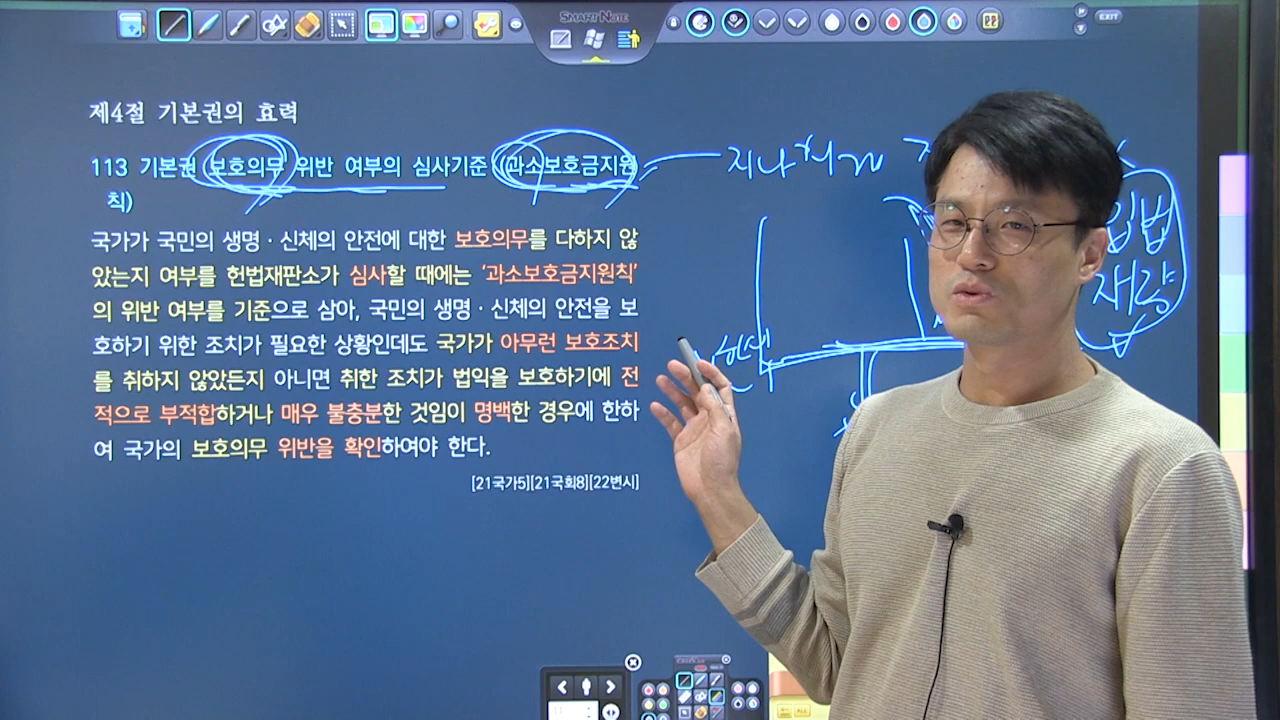 SMARTNOTE
EXIT
제4절 기본권의 효력
113 기본권 보호의무 위반 여부의 심사기준 (과소보호금지원
칙)
지나치게
입법
재량
국가가 국민의 생명·신체의 안전에 대한 보호의무를 다하지 않
았는지 여부를 헌법재판소가 심사할 때에는 ‘과소보호금지원칙’
의 위반 여부를 기준으로 삼아, 국민의 생명·신체의 안전을 보
호하기 위한 조치가 필요한 상황인데도 국가가 아무런 보호조치
를 취하지 않았든지 아니면 취한 조치가 법익을 보호하기에 전
적으로 부적합하거나 매우 불충분한 것임이 명백한 경우에 한하
여 국가의 보호의무 위반을 확인하여야 한다.
[21국가5][21국회8][22변시]